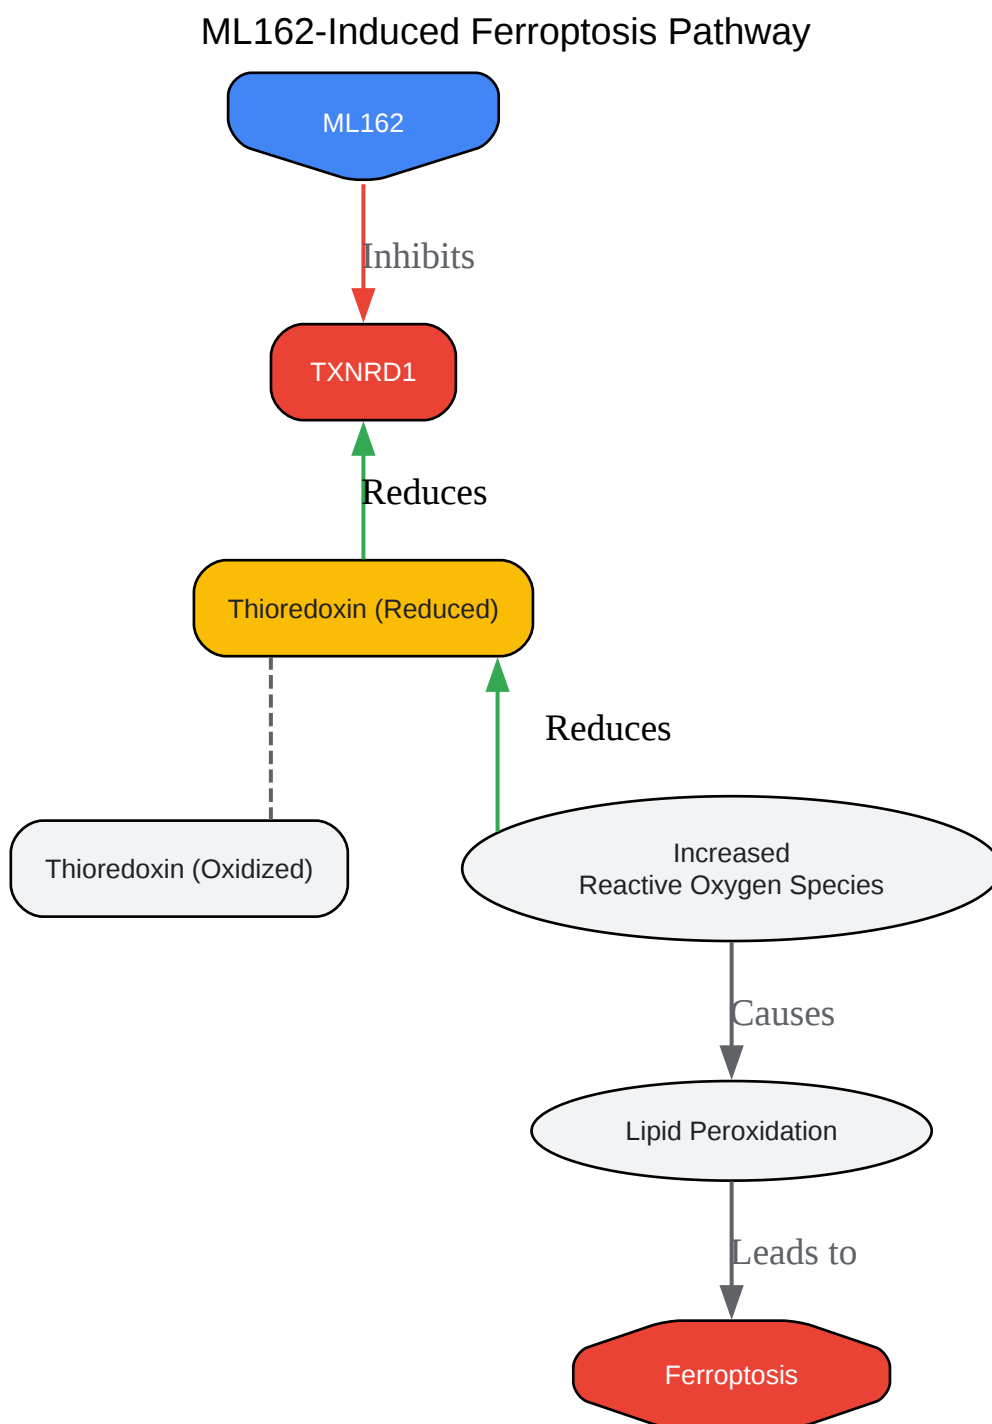 ML162-Induced Ferroptosis Pathway
ML162
Inhibits
TXNRD1
Reduces
Thioredoxin (Reduced)
Reduces
Thioredoxin (Oxidized)
Increased
Reactive Oxygen Species
Causes
Lipid Peroxidation
Leads to
Ferroptosis